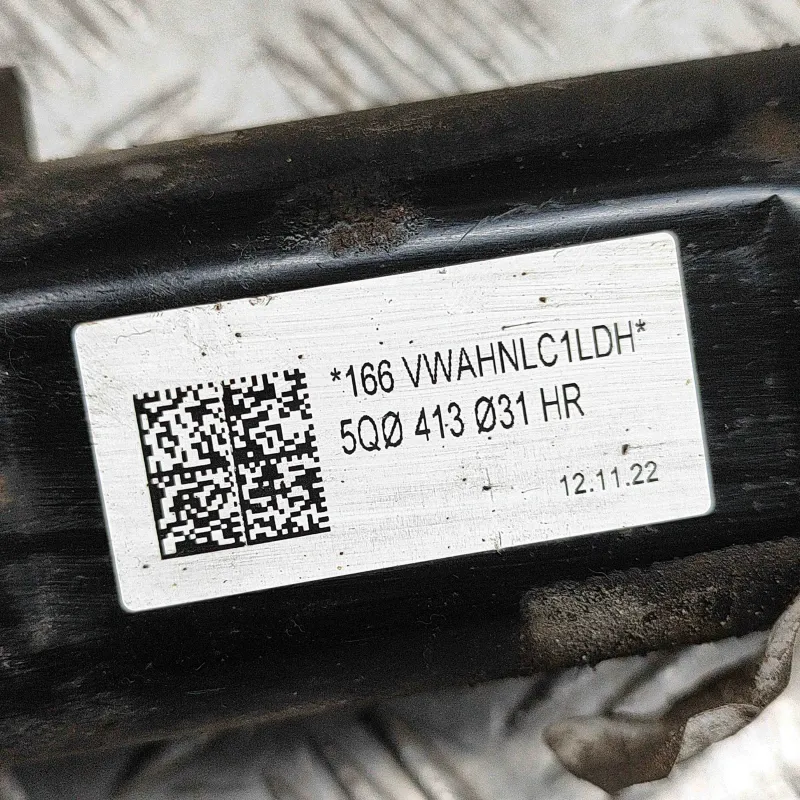 *166 VWAHNLC1LDH*
5QØ 413 Ø31 HR
12.11.22